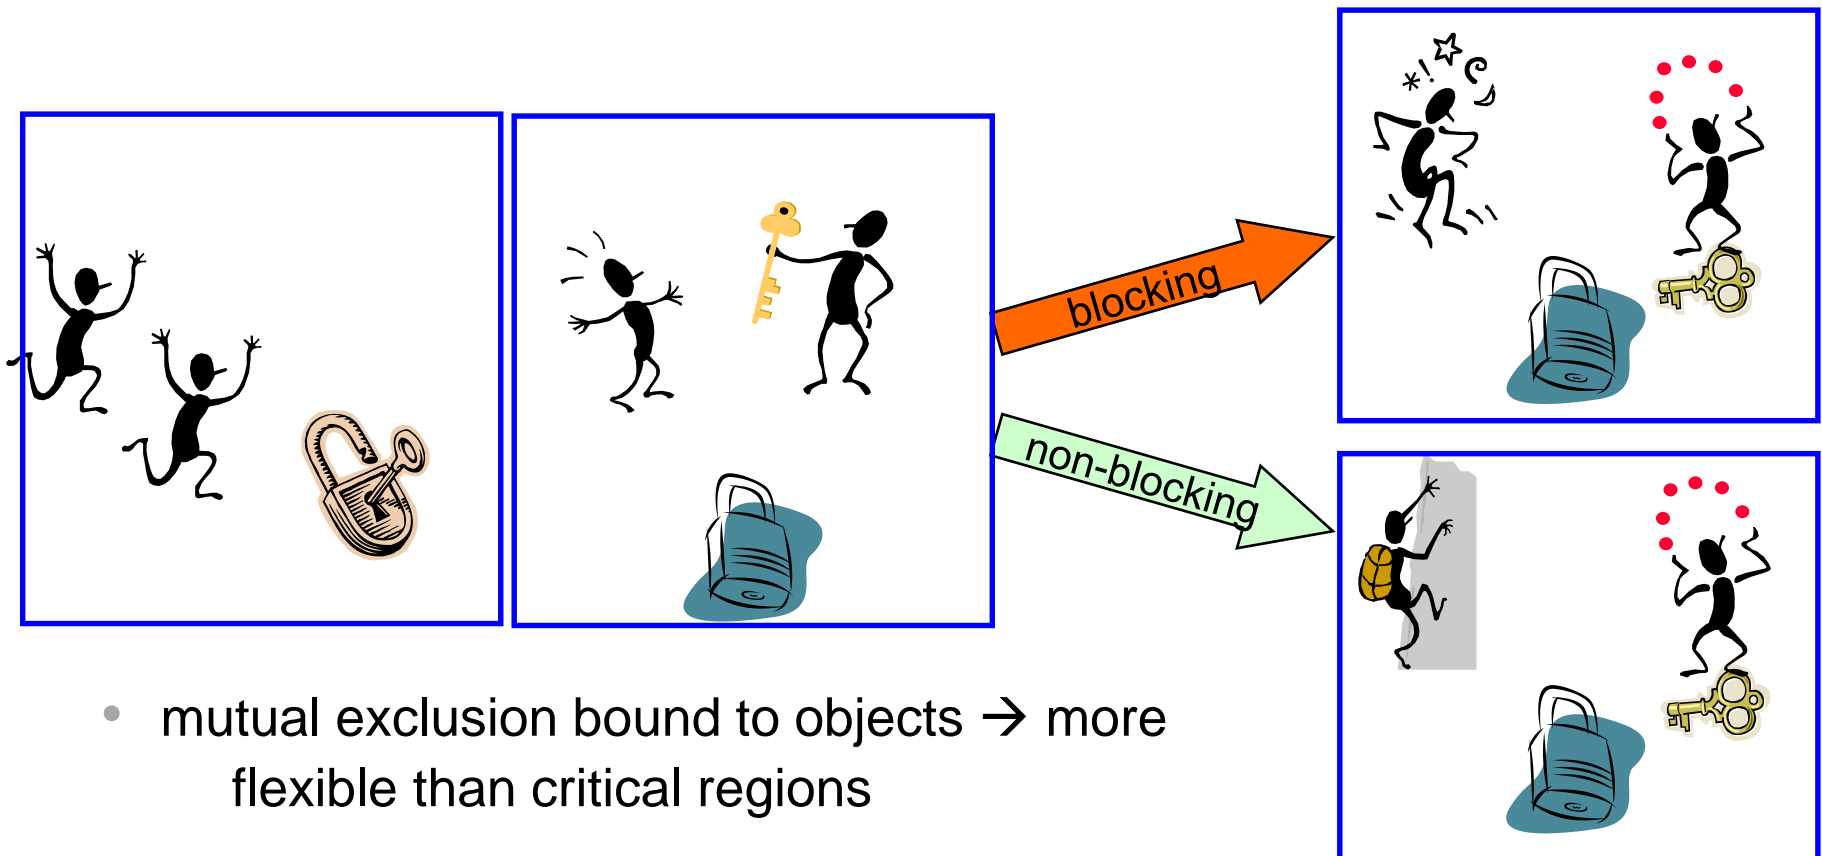 blocking
non-blocking
• mutual exclusion bound to objects → more
flexible than critical regions